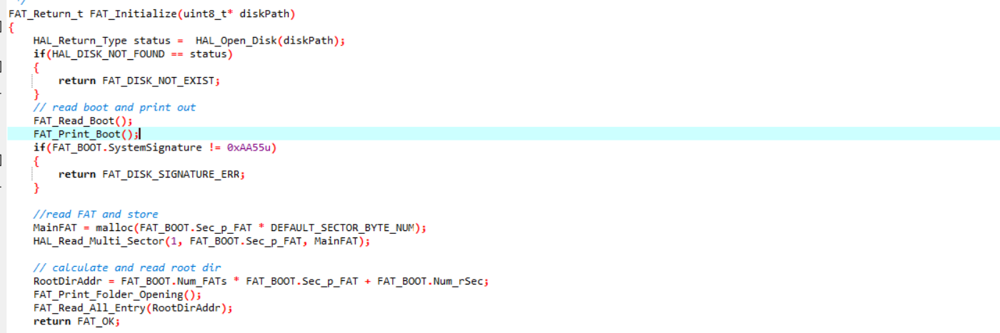 */
FAT_Return_t FAT_Initialize(uint8_t* diskPath)
{
    HAL_Return_Type status =  HAL_Open_Disk(diskPath);
    if(HAL_DISK_NOT_FOUND == status)
    {
        return FAT_DISK_NOT_EXIST;
    }
    // read boot and print out
    FAT_Read_Boot();
    FAT_Print_Boot();
    if(FAT_BOOT.SystemSignature != 0xAA55u)
    {
        return FAT_DISK_SIGNATURE_ERR;
    }

    //read FAT and store
    MainFAT = malloc(FAT_BOOT.Sec_p_FAT * DEFAULT_SECTOR_BYTE_NUM);
    HAL_Read_Multi_Sector(1, FAT_BOOT.Sec_p_FAT, MainFAT);

    // calculate and read root dir
    RootDirAddr = FAT_BOOT.Num_FATs * FAT_BOOT.Sec_p_FAT + FAT_BOOT.Num_rSec;
    FAT_Print_Folder_Opening();
    FAT_Read_All_Entry(RootDirAddr);
    return FAT_OK;